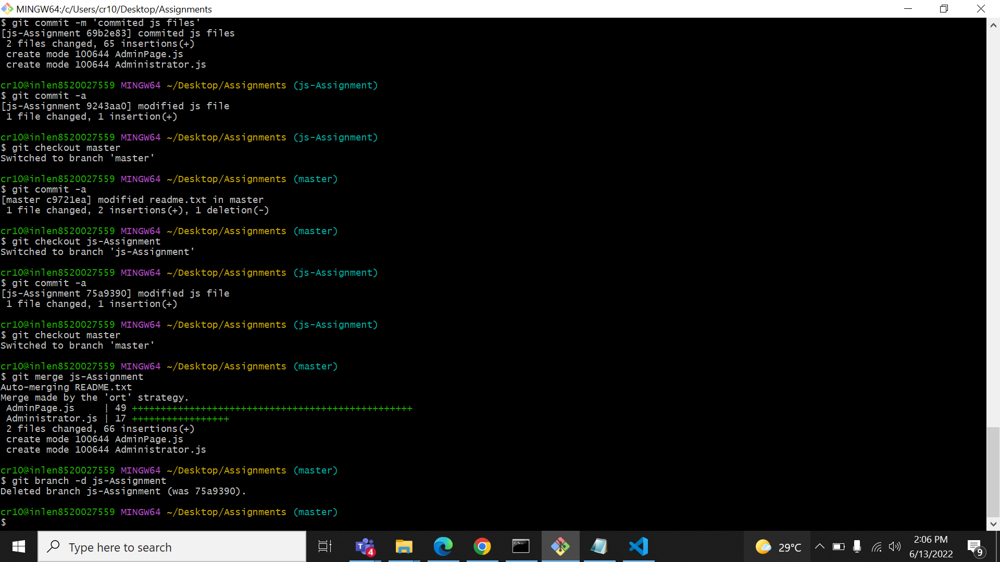 MINGW64:/c/Users/cr10/Desktop/Assignments
$ git commit -m 'commited js files'
[js-Assignment 69b2e83] commited js files
 2 files changed, 65 insertions(+)
 create mode 100644 AdminPage.js
 create mode 100644 Administrator.js
cr10@inlen8520027559 MINGW64 ~/Desktop/Assignments (js-Assignment)
$ git commit -a
[js-Assignment 9243aa0] modified js file
 1 file changed, 1 insertion(+)
cr10@inlen8520027559 MINGW64 ~/Desktop/Assignments (js-Assignment)
$ git checkout master
Switched to branch 'master'
cr10@inlen8520027559 MINGW64 ~/Desktop/Assignments (master)
$ git commit -a
[master c9721ea] modified readme.txt in master
 1 file changed, 2 insertions(+), 1 deletion(-)
cr10@inlen8520027559 MINGW64 ~/Desktop/Assignments (master)
$ git checkout js-Assignment
Switched to branch 'js-Assignment'
cr10@inlen8520027559 MINGW64 ~/Desktop/Assignments (js-Assignment)
$ git commit -a
[js-Assignment 75a9390] modified js file
 1 file changed, 1 insertion(+)
cr10@inlen8520027559 MINGW64 ~/Desktop/Assignments (js-Assignment)
$ git checkout master
Switched to branch 'master'
cr10@inlen8520027559 MINGW64 ~/Desktop/Assignments (master)
$ git merge js-Assignment
Auto-merging README.txt
Merge made by the 'ort' strategy.
 AdminPage.js     | 49 +++++++++++++++++++++++++++++++++++++++++++++++++
 Administrator.js | 17 +++++++++++++++++
 2 files changed, 66 insertions(+)
 create mode 100644 AdminPage.js
 create mode 100644 Administrator.js
cr10@inlen8520027559 MINGW64 ~/Desktop/Assignments (master)
$ git branch -d js-Assignment
Deleted branch js-Assignment (was 75a9390).
cr10@inlen8520027559 MINGW64 ~/Desktop/Assignments (master)
$
Type here to search
T
4
29°C
2:06 PM
6/13/2022
9